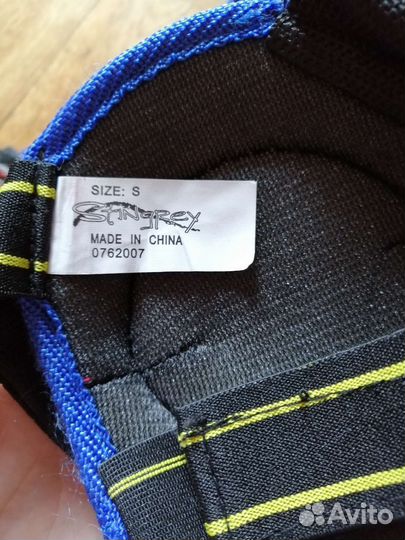 SIZE: S
Stingrey
MADE IN CHINA
0762007
Avito